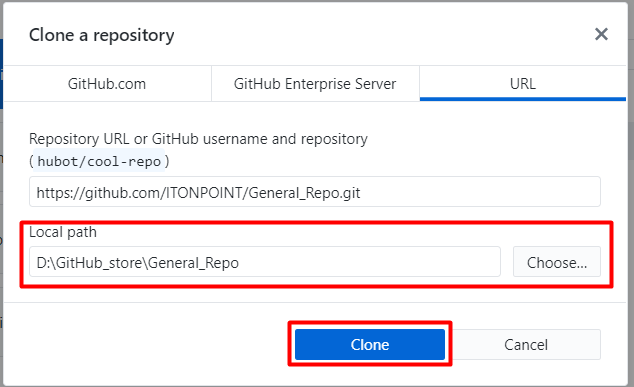 Clone a repository
GitHub.com
GitHub Enterprise Server
URL
Repository URL or GitHub username and repository
(hubot/cool-repo)
https://github.com/ITONPOINT/General_Repo.git
Local path
D:\GitHub_store\General_Repo
Choose...
Clone
Cancel